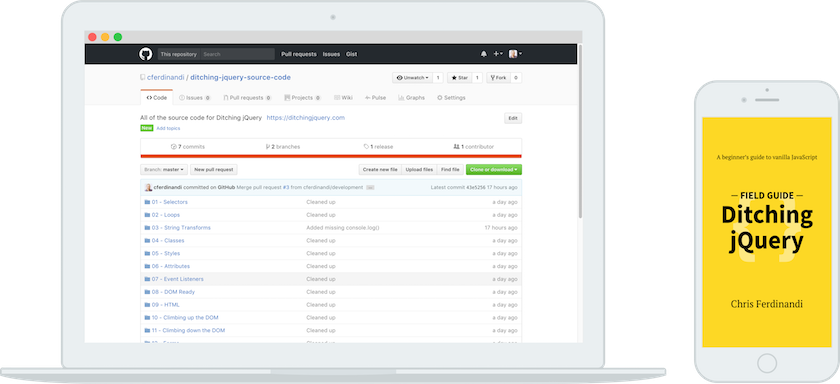 This repository Search Pull requests Issues Gist
cferdinandi / ditching-jquery-source-code Unwatch 1 Star 1 Fork 0
Code Issues 0 Pull requests 0 Projects 0 Wiki Pulse Graphs Settings
All of the source code for Ditching jQuery https://ditchingjquery.com Edit
New Add topics
7 commits 2 branches 1 release 1 contributor
Branch: master New pull request Create new file Upload files Find file Clone or download
cferdinandi committed on GitHub Merge pull request #3 from cferdinandi/development ... Latest commit 43e5256 17 hours ago
01 - Selectors Cleaned up a day ago
02 - Loops Cleaned up a day ago
03 - String Transforms Added missing console.log() 17 hours ago
04 - Classes Cleaned up a day ago
05 - Styles Cleaned up a day ago
06 - Attributes Cleaned up a day ago
07 - Event Listeners Cleaned up a day ago
08 - DOM Ready Cleaned up a day ago
09 - HTML Cleaned up a day ago
10 - Climbing up the DOM Cleaned up a day ago
11 - Climbing down the DOM Cleaned up a day ago
A beginner's guide to vanilla JavaScript
— FIELD GUIDE —
Ditching
jQuery
Chris Ferdinandi